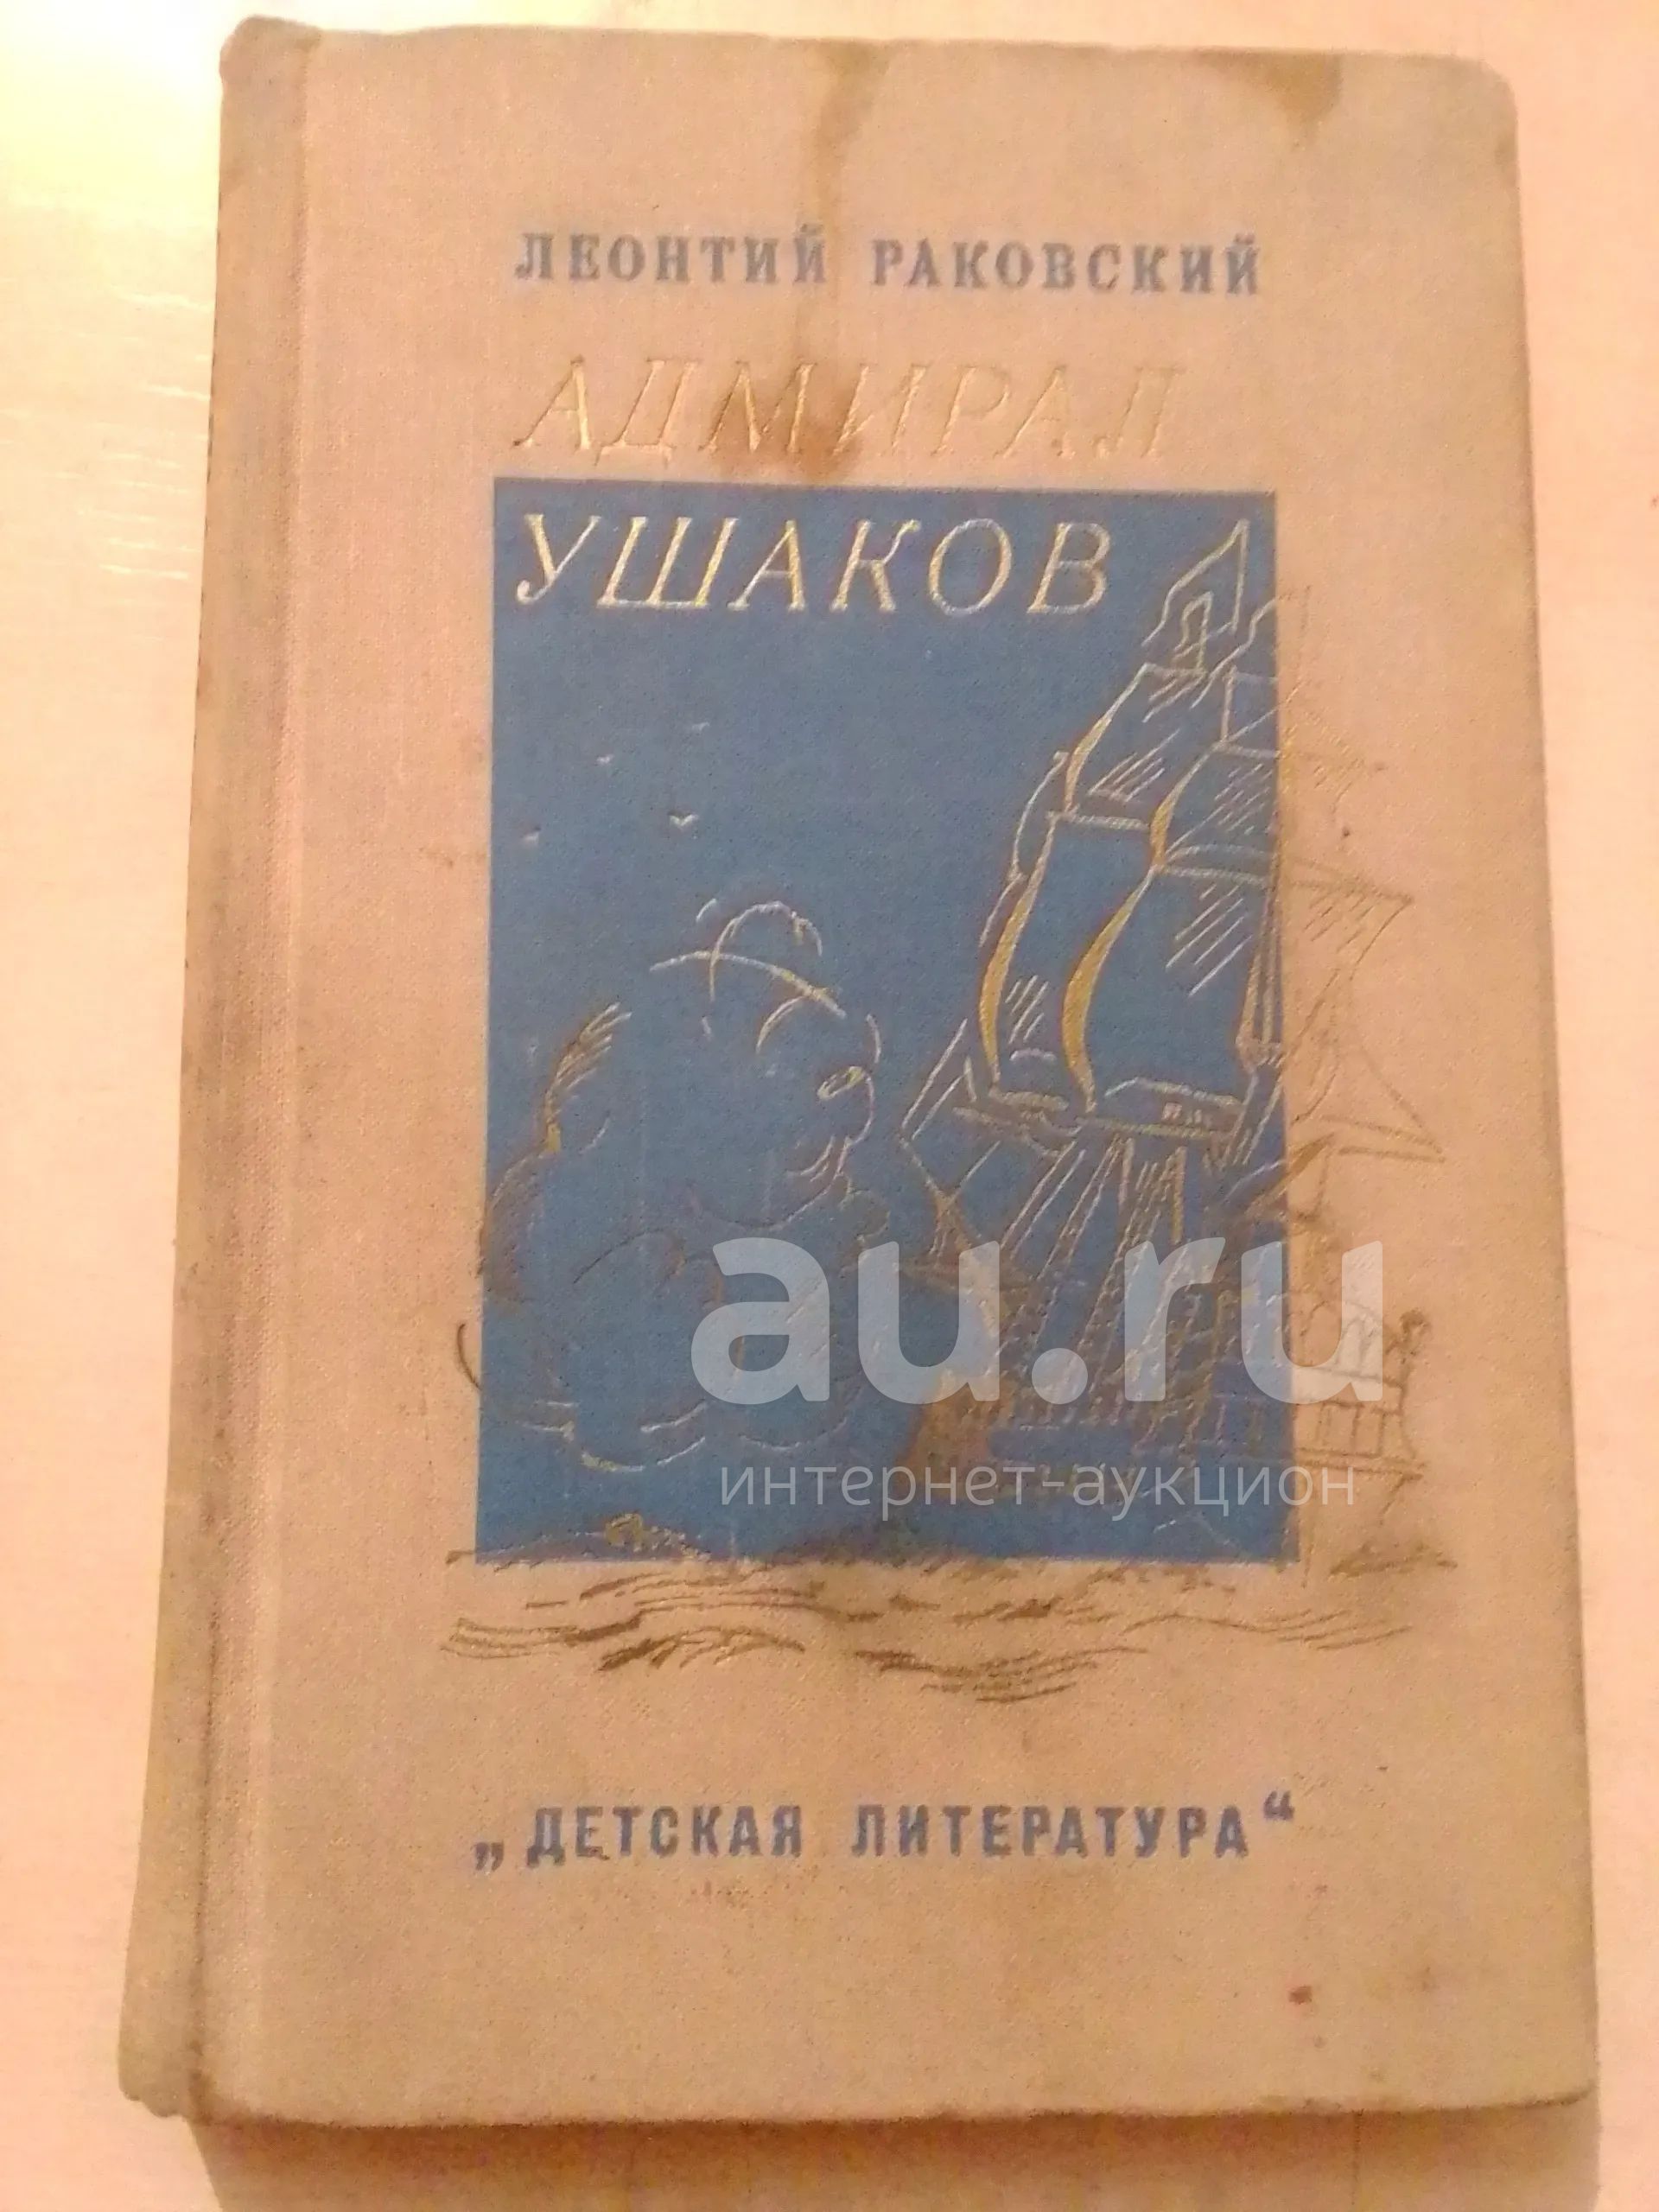 ЛЕОНТИЙ РАКОВСКИЙ
АДМИРАЛ
УШАКОВ
au.ru
интернет-аукцион
„ДЕТСКАЯ ЛИТЕРАТУРА“